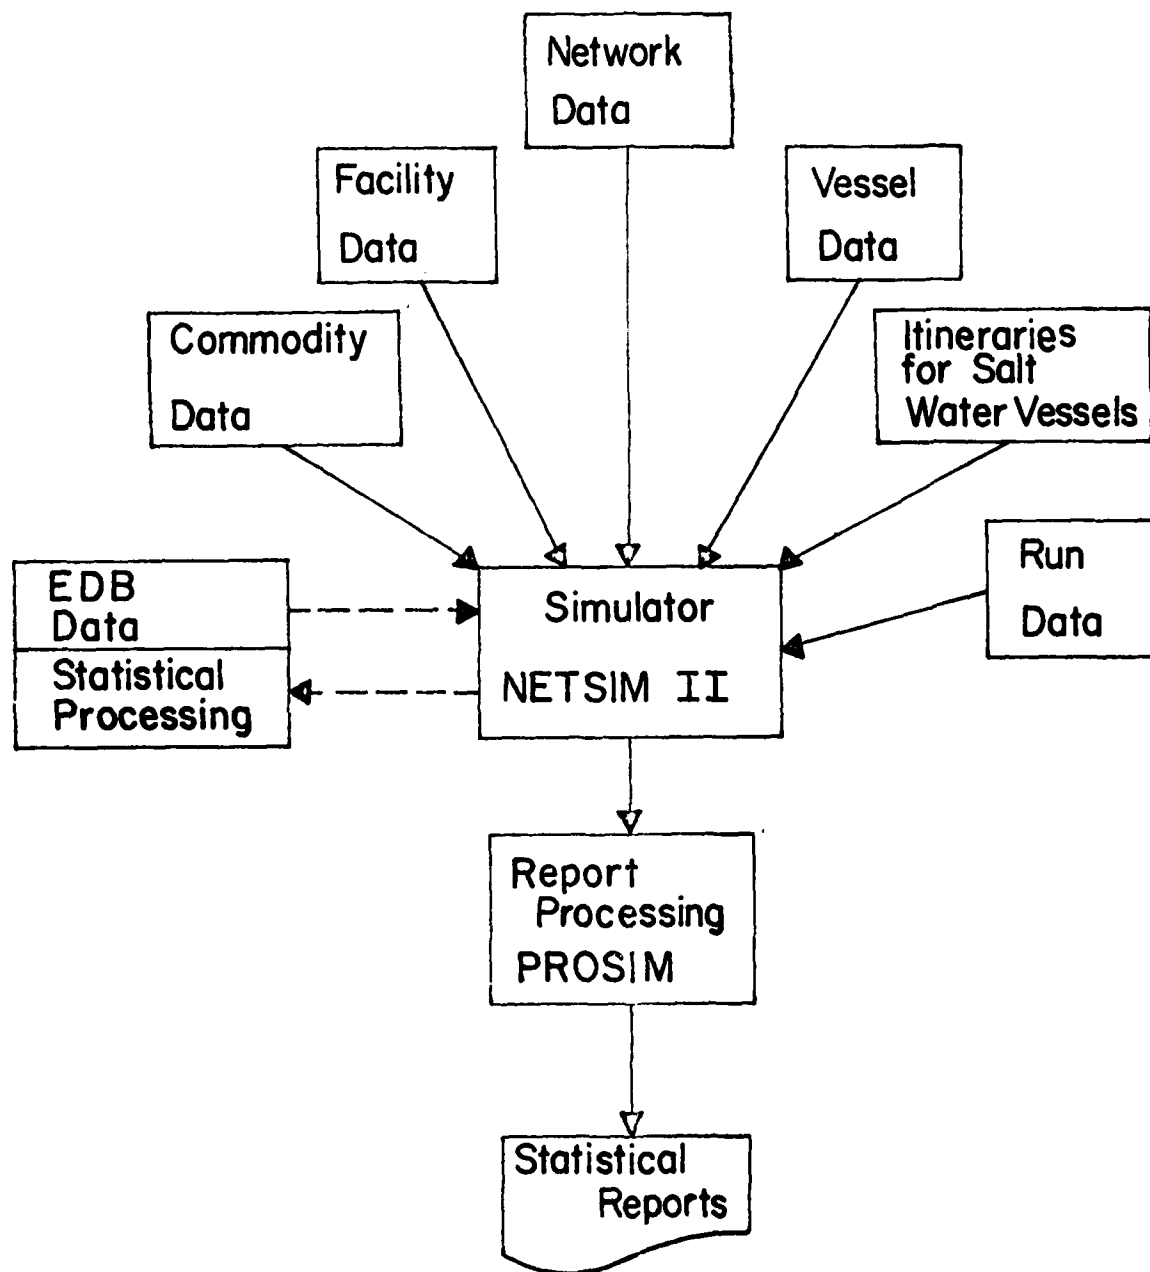 Network
Data
Facility
Data
Vessel
Data
Commodity
Data
Itineraries
for Salt
Water Vessels
EDB
Data
Statistical
Processing
Simulator
NETSIM II
Run
Data
Report
Processing
PROSIM
Statistical
Reports